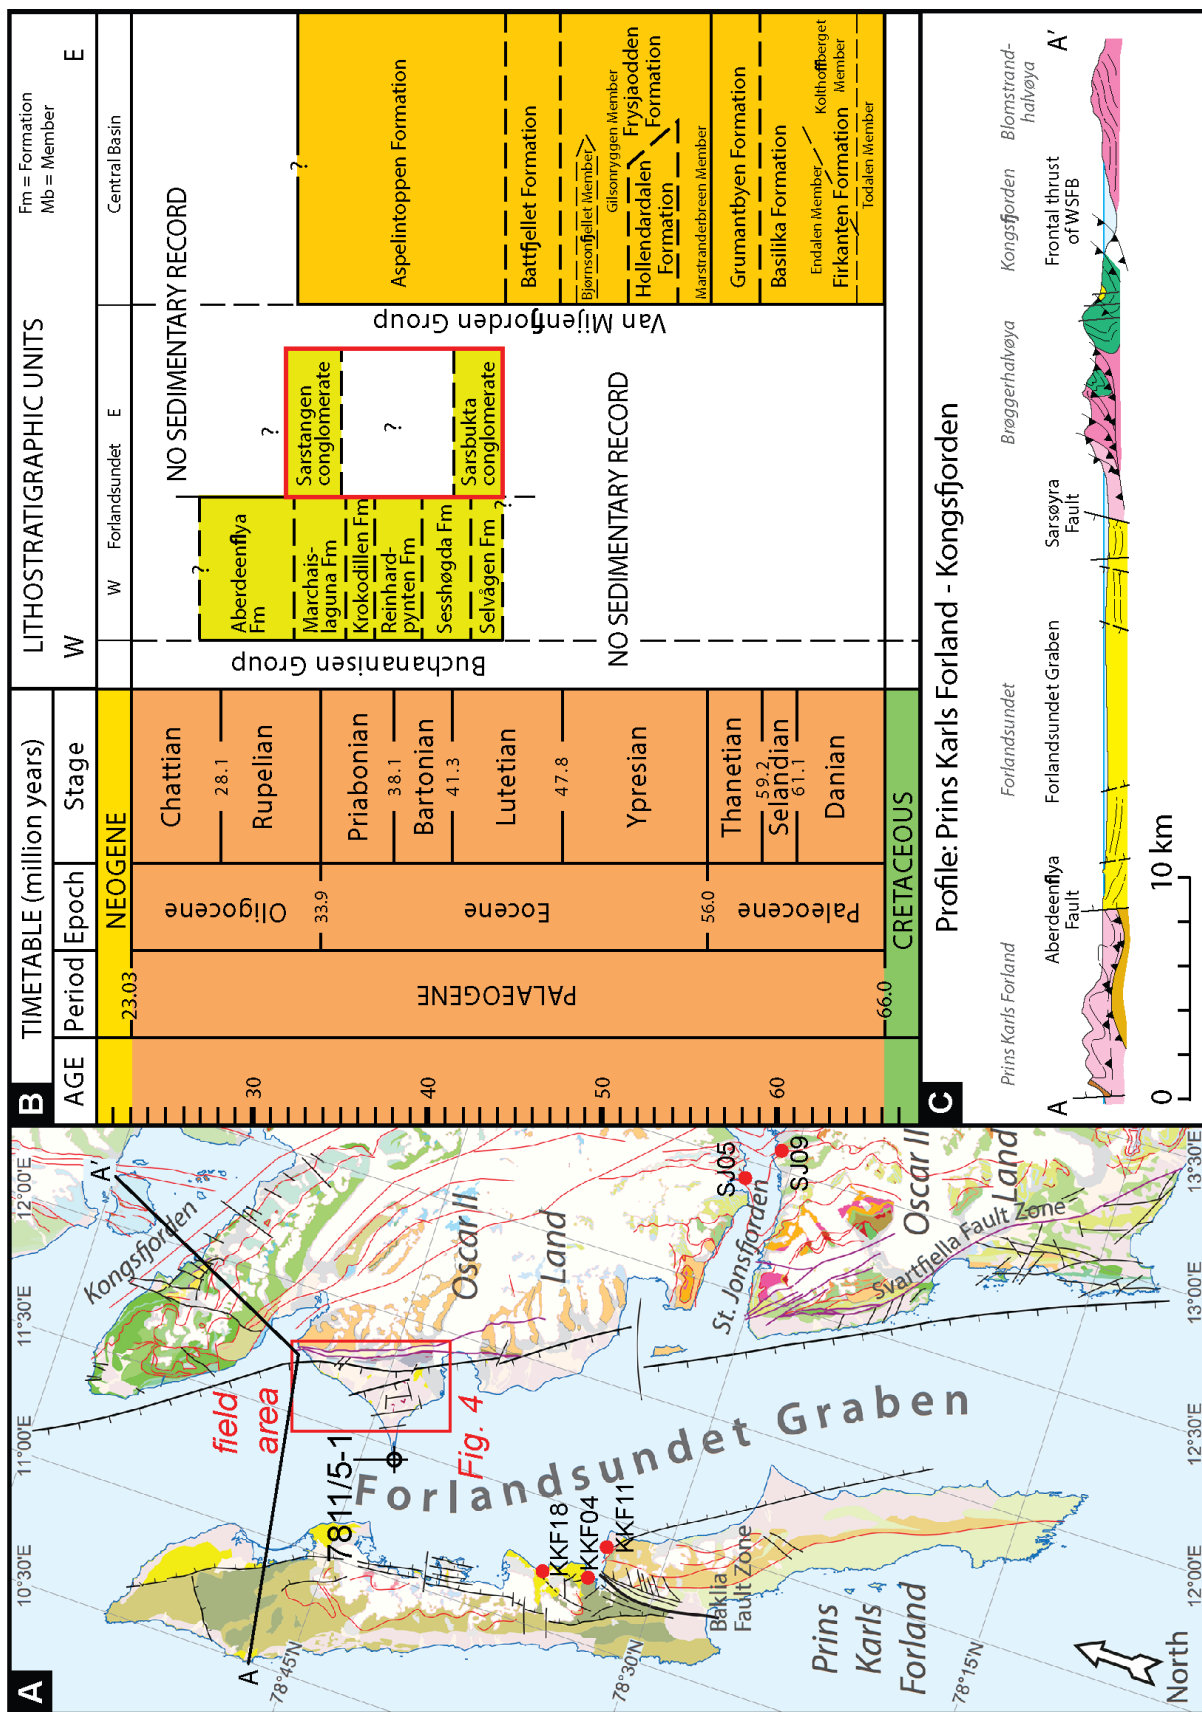 A
10°30'E
11°00'E
11°30'E
12°00'E
A
A'
Kongsfjorden
field
area
7811/5-1
Fig. 4
Oscar II
Land
Forlandsundet Graben
KKF18
KKF04
KKF11
Baklia
Fault Zone
Prins
Karls
Forland
St. Jonsfjorden
SJ05
SJ09
Oscar II
Land
Svartfjella Fault Zone
78°45'N
78°30'N
78°15'N
12°00'E
12°30'E
13°00'E
13°30'E
North
B
TIMETABLE (million years)
LITHOSTRATIGRAPHIC UNITS
Fm = Formation
Mb = Member
AGE
Period
Epoch
Stage
W
E
W Forlandsundet E
Central Basin
NEOGENE
23.03
30
40
50
60
PALAEOGENE
66.0
Oligocene
33.9
Eocene
56.0
Paleocene
Chattian
28.1
Rupelian
Priabonian
38.1
Bartonian
41.3
Lutetian
47.8
Ypresian
Thanetian
59.2
Selandian
61.1
Danian
CRETACEOUS
NO SEDIMENTARY RECORD
Buchananisen Group
?
Aberdeenflya
Fm
Marchais-
laguna Fm
Krokodillen Fm
Reinhard-
pynten Fm
Sesshøgda Fm
Selvågen Fm
?
?
Sarstangen
conglomerate
?
Sarsbukta
conglomerate
NO SEDIMENTARY RECORD
Van Mijenfjorden Group
?
Aspelintoppen Formation
Battfjellet Formation
Bjørnsonfjellet Member
Gilsonryggen Member
Frysjaodden
Formation
Hollendardalen
Formation
Marstranderbreen Member
Grumantbyen Formation
Basilika Formation
Endalen Member
Kolthoffberget
Member
Firkanten Formation
Todalen Member
C
Profile: Prins Karls Forland - Kongsfjorden
Prins Karls Forland
Forlandsundet
Brøggerhalvøya
Kongsfjorden
Blomstrand-
halvøya
A
Aberdeenflya
Fault
Forlandsundet Graben
Sarsøyra
Fault
Frontal thrust
of WSFB
A'
0
10 km